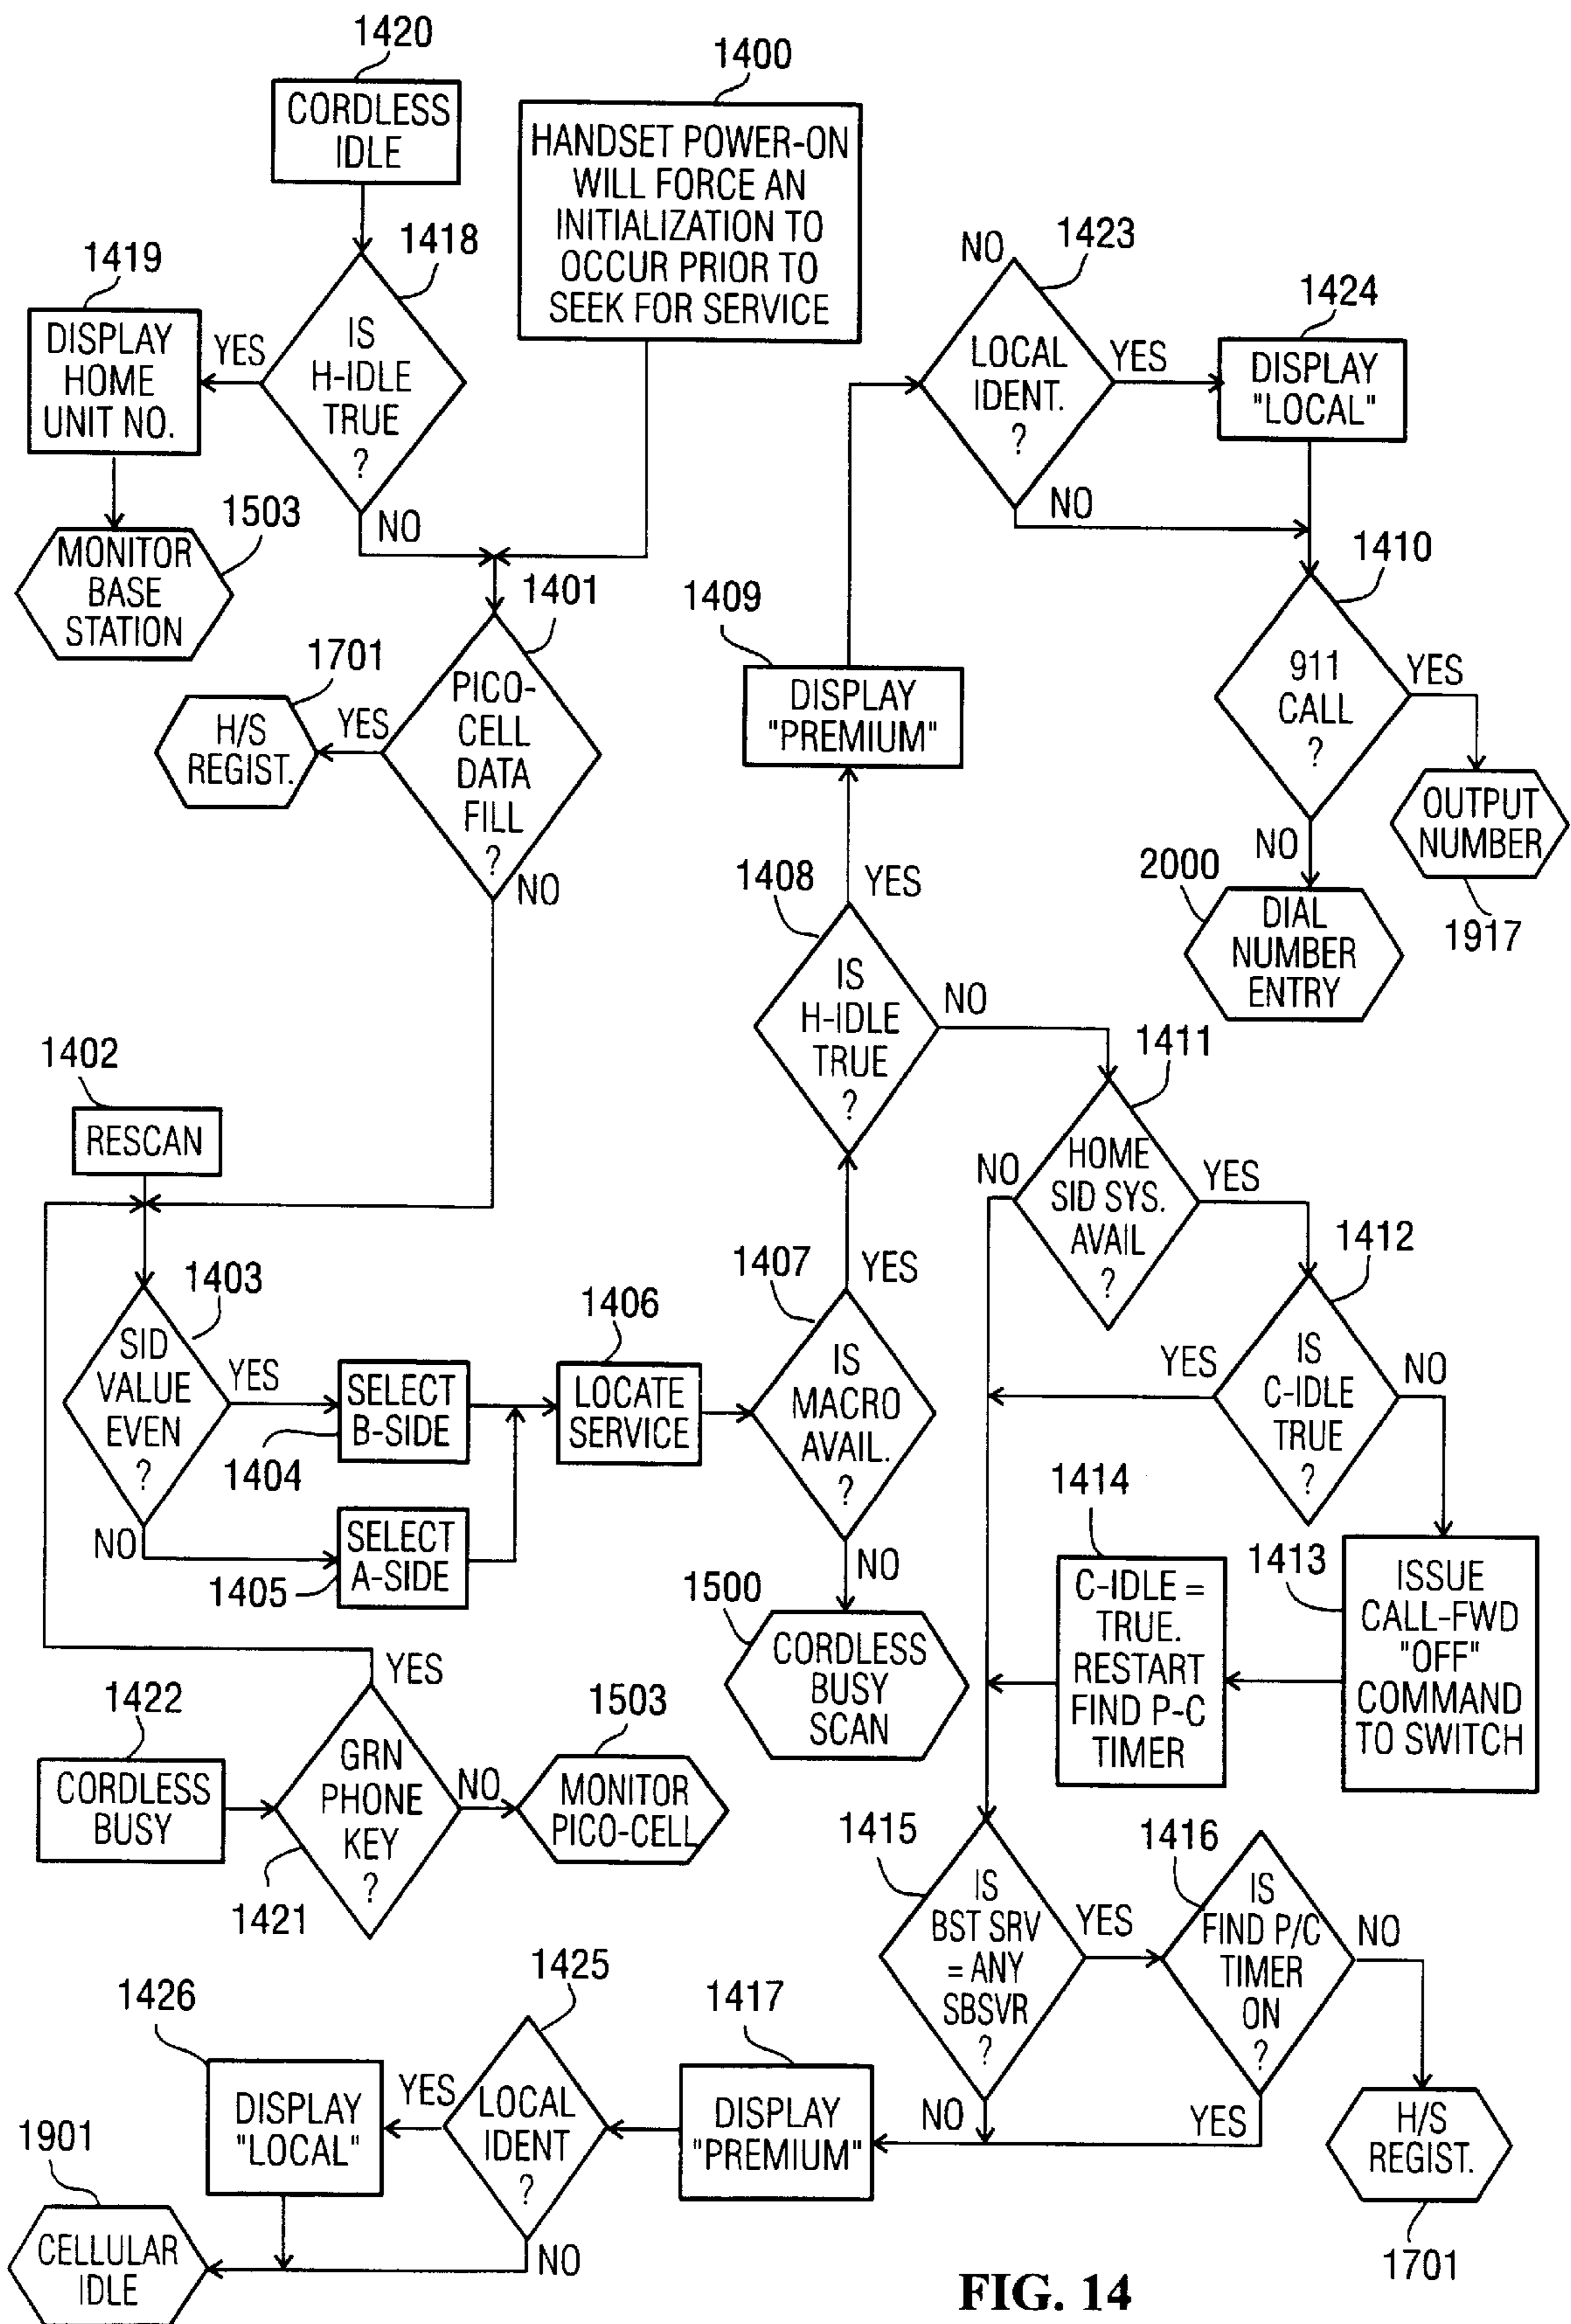 1420
CORDLESS
IDLE
1400
HANDSET POWER-ON
WILL FORCE AN
INITIALIZATION TO
OCCUR PRIOR TO
SEEK FOR SERVICE
1418
IS
H-IDLE
TRUE
?
YES
NO
1419
DISPLAY
HOME
UNIT NO.
1503
MONITOR
BASE
STATION
1401
PICO-
CELL
DATA
FILL
?
YES
NO
1701
H/S
REGIST.
NO
1423
LOCAL
IDENT.
?
YES
NO
1424
DISPLAY
"LOCAL"
1410
911
CALL
?
YES
NO
OUTPUT
NUMBER
1917
2000
DIAL
NUMBER
ENTRY
1409
DISPLAY
"PREMIUM"
1408
YES
IS
H-IDLE
TRUE
?
NO
1411
HOME
SID SYS.
AVAIL
?
NO
YES
1412
IS
C-IDLE
TRUE
?
YES
NO
1402
RESCAN
1403
SID
VALUE
EVEN
?
YES
NO
SELECT
B-SIDE
1404
SELECT
A-SIDE
1405
1406
LOCATE
SERVICE
1407
YES
IS
MACRO
AVAIL.
?
NO
1500
CORDLESS
BUSY
SCAN
1414
C-IDLE =
TRUE.
RESTART
FIND P-C
TIMER
1413
ISSUE
CALL-FWD
"OFF"
COMMAND
TO SWITCH
1422
CORDLESS
BUSY
YES
GRN
PHONE
KEY
?
1421
NO
1503
MONITOR
PICO-CELL
1415
IS
BST SRV
= ANY
SBSVR
?
YES
NO
1416
IS
FIND P/C
TIMER
ON
?
NO
YES
H/S
REGIST.
1701
1417
DISPLAY
"PREMIUM"
1425
LOCAL
IDENT
?
YES
NO
1426
DISPLAY
"LOCAL"
1901
CELLULAR
IDLE
FIG. 14